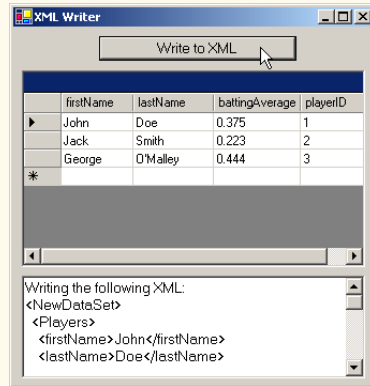 XML Writer
Write to XML
firstName lastName battingAverage playerID
John Doe 0.375 1
Jack Smith 0.223 2
George O'Malley 0.444 3
Writing the following XML:
<NewDataSet>
<Players>
<firstName>John</firstName>
<lastName>Doe</lastName>